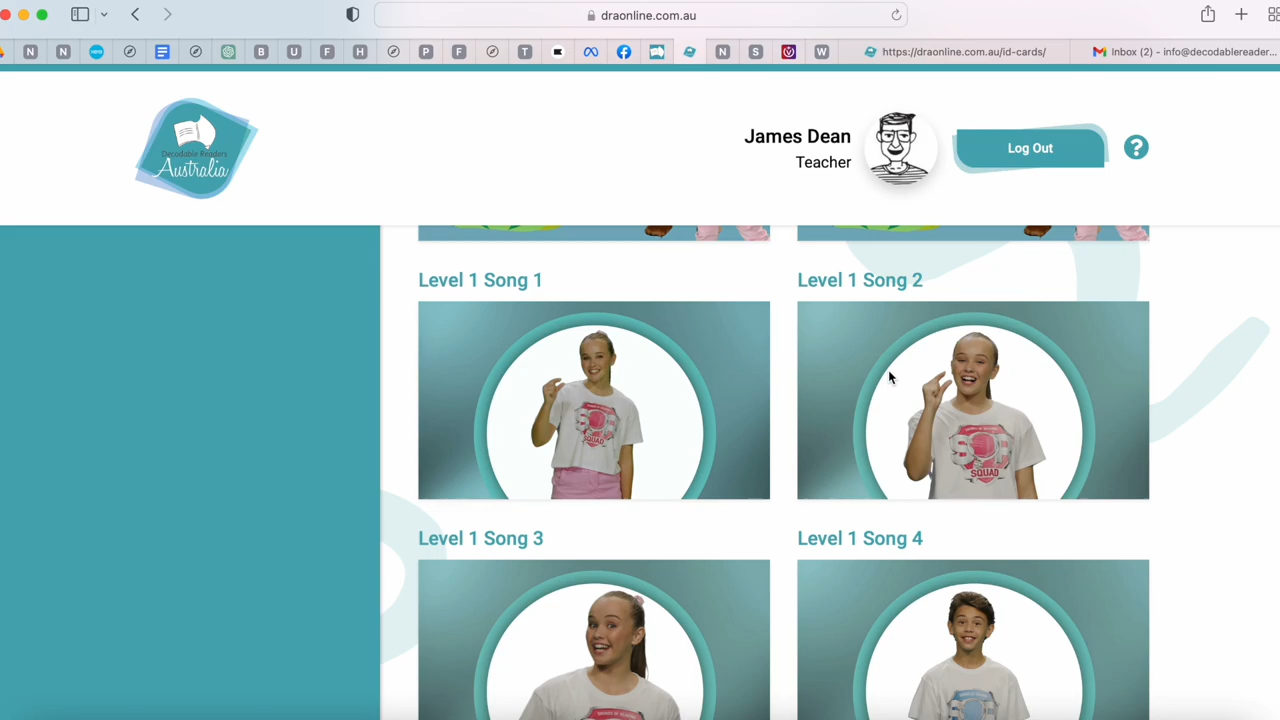 draonline.com.au
https://draonline.com.au/id-cards/
Inbox (2) - info@decodablereader...
N
N
B
U
F
H
P
F
T
N
S
W
Decodable Readers
Australia
James Dean
Teacher
Log Out
?
Level 1 Song 1
Level 1 Song 2
SQUAD
SQUAD
Level 1 Song 3
Level 1 Song 4